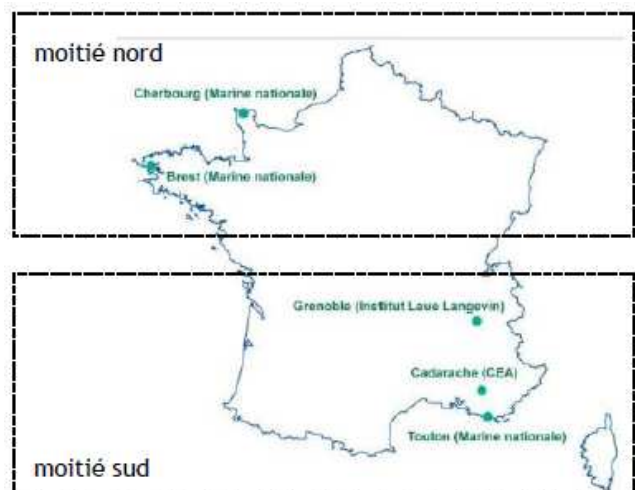 moitié nord
Cherbourg (Marine nationale)
Brest (Marine nationale)
Grenoble (Institut Laue Langevin)
Cadarache (CEA)
Toulon (Marine nationale)
moitié sud